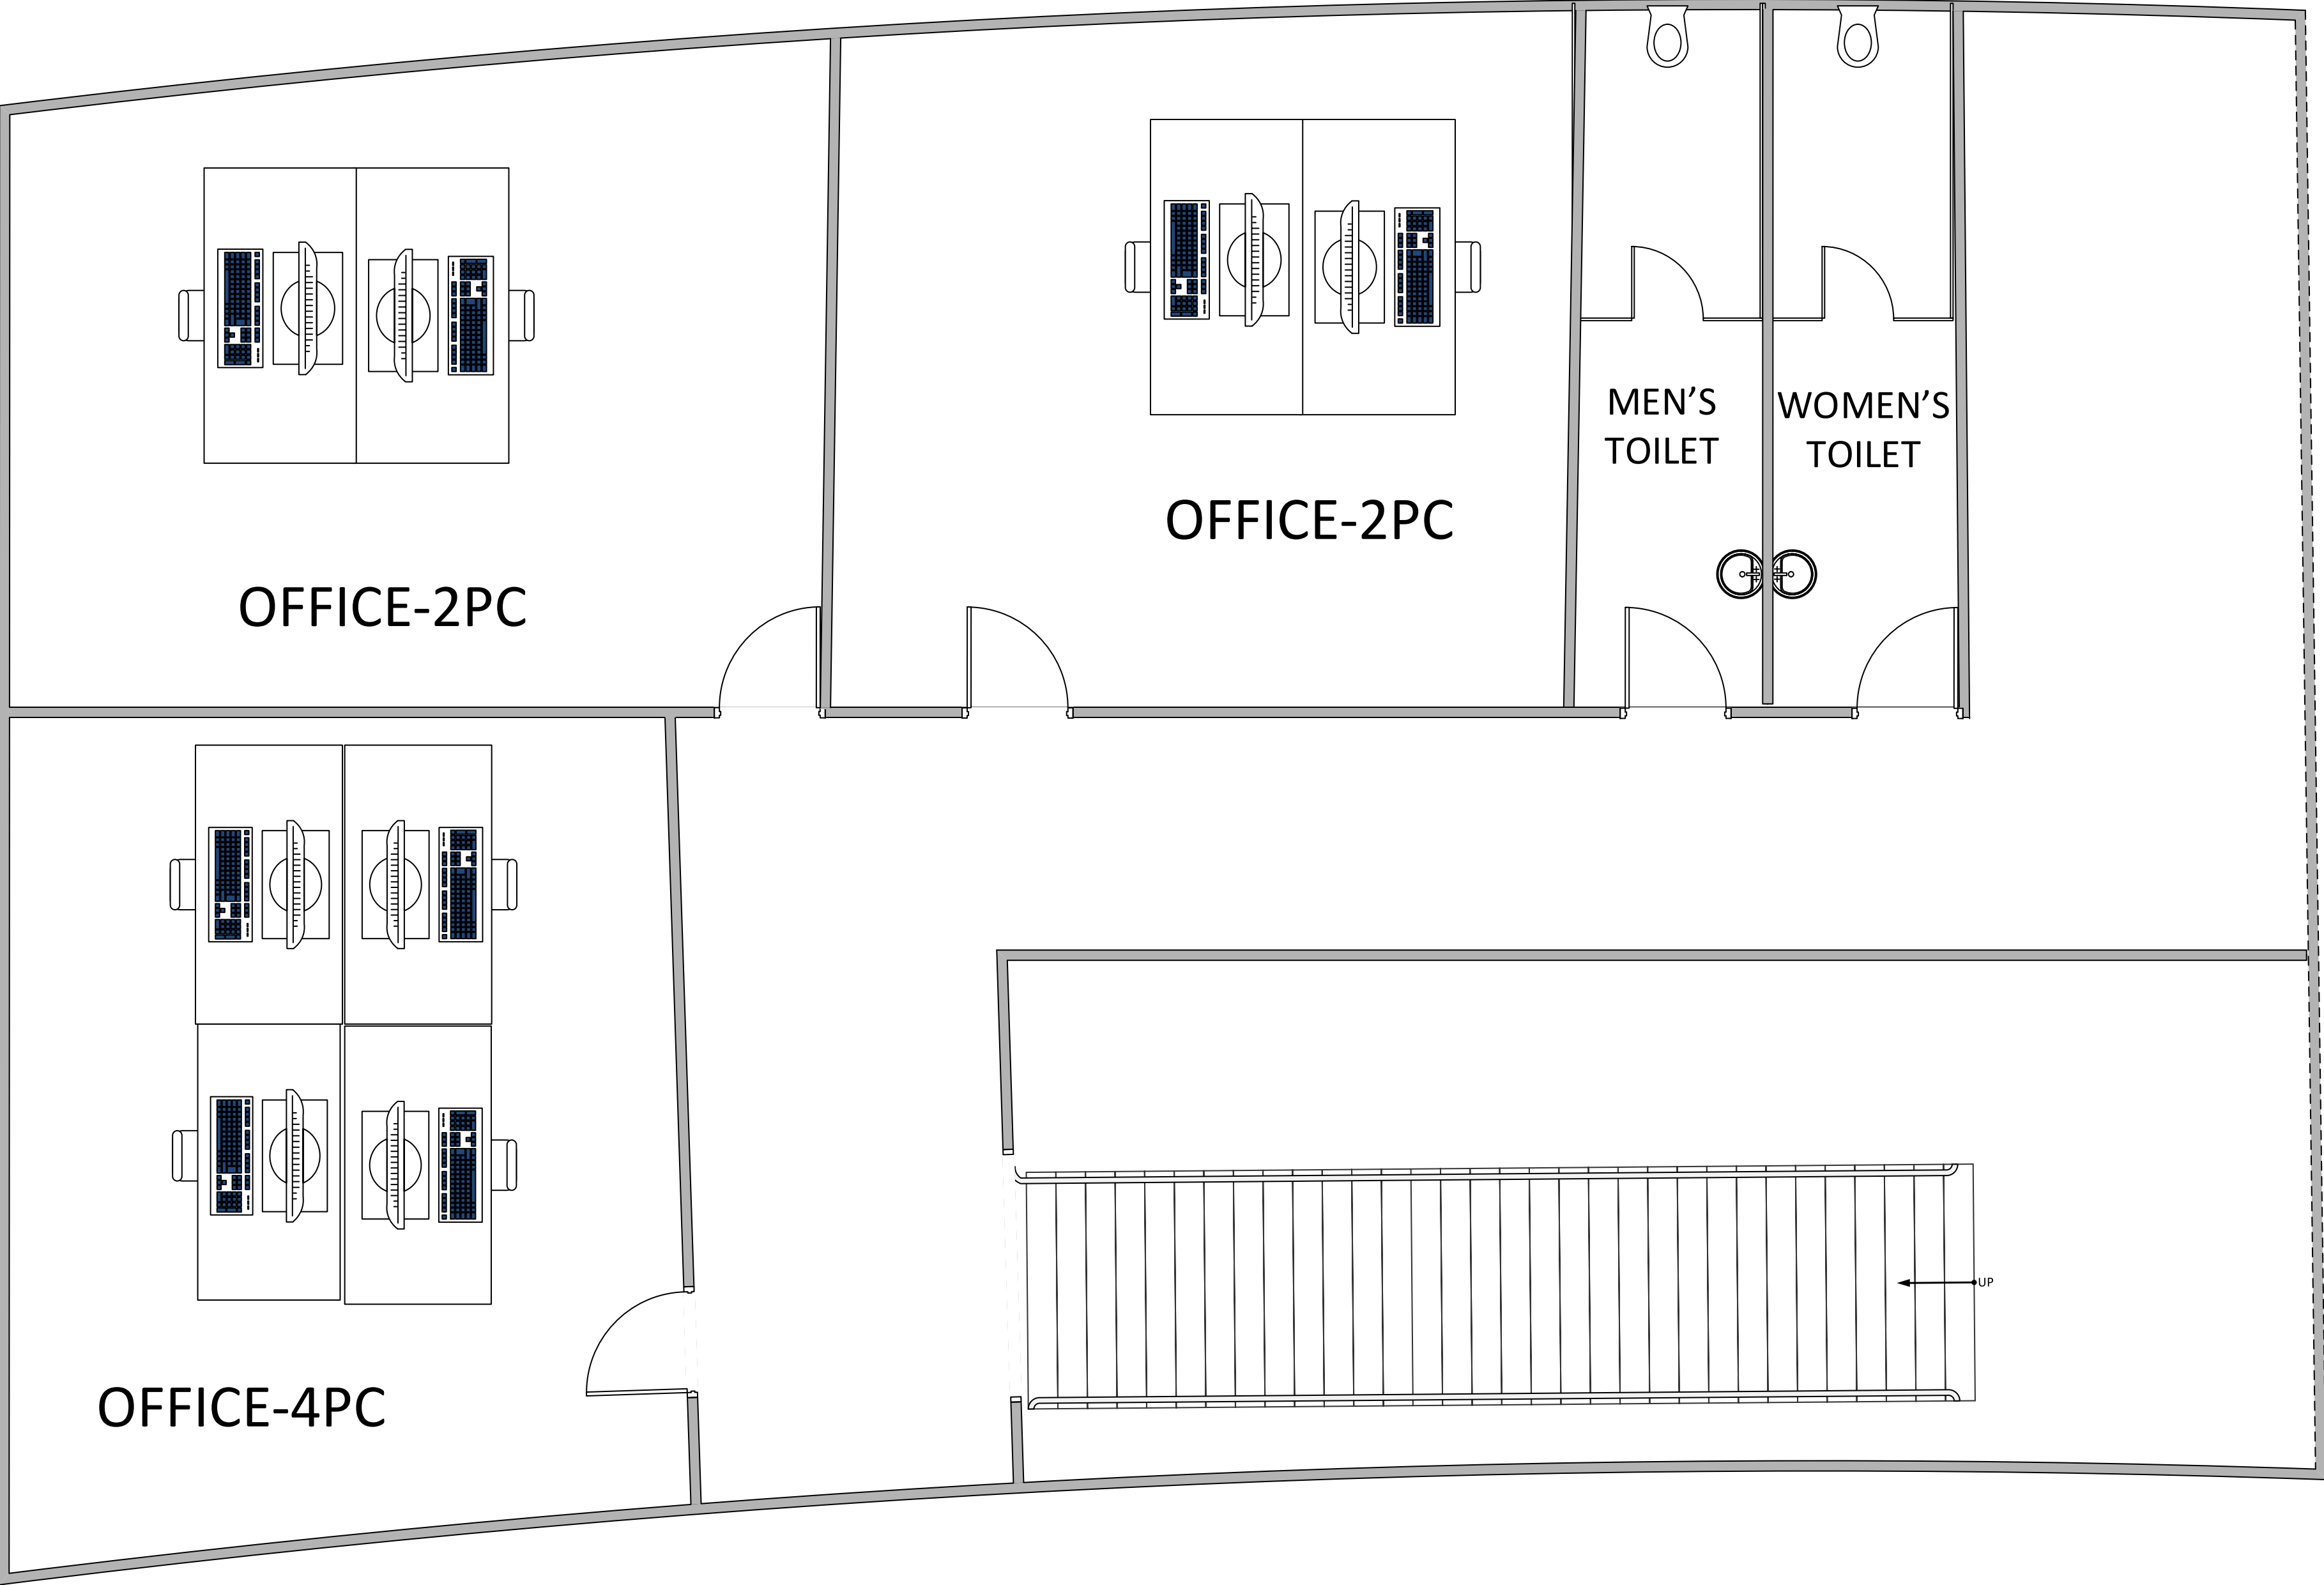 MEN'S
TOILET
WOMEN'S
TOILET
OFFICE-2PC
OFFICE-2PC
OFFICE-4PC
UP